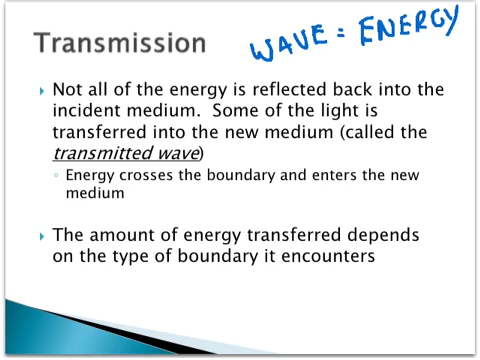 Transmission
WAVE = ENERGY
Not all of the energy is reflected back into the
incident medium. Some of the light is
transferred into the new medium (called the
transmitted wave)
Energy crosses the boundary and enters the new
medium
The amount of energy transferred depends
on the type of boundary it encounters